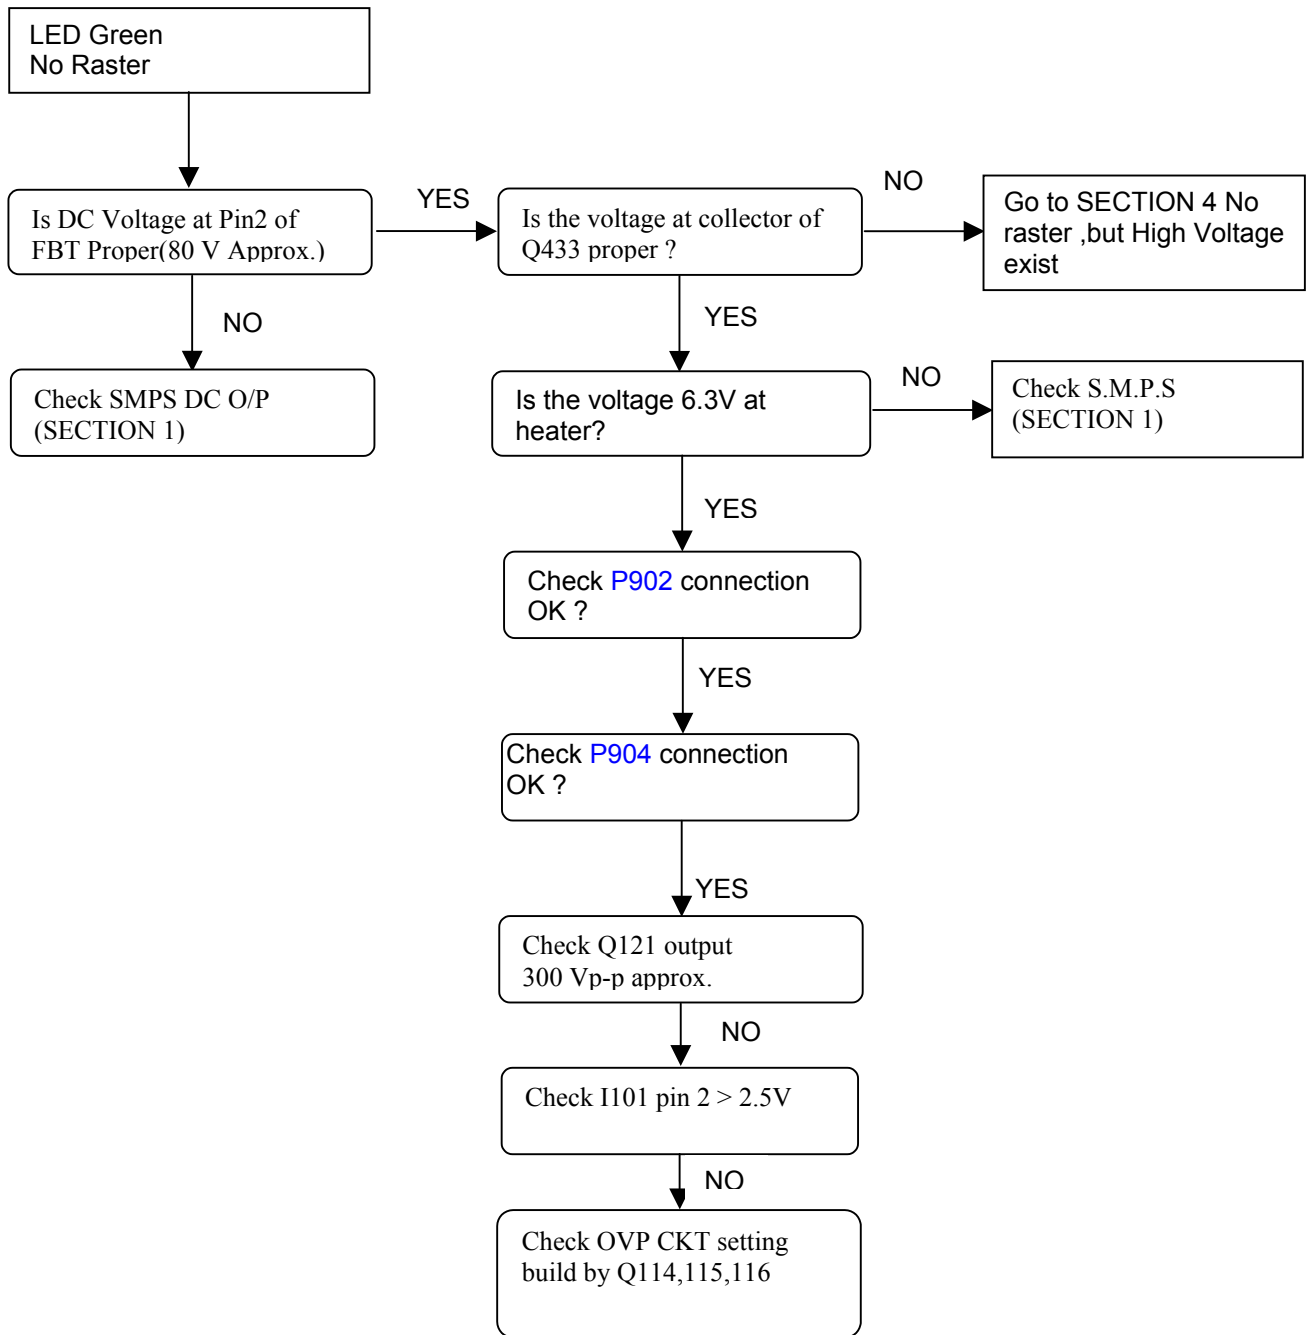 LED Green
No Raster
Is DC Voltage at Pin2 of
FBT Proper(80 V Approx.)
YES
Is the voltage at collector of
Q433 proper ?
NO
Go to SECTION 4 No
raster ,but High Voltage
exist
NO
Check SMPS DC O/P
(SECTION 1)
YES
Is the voltage 6.3V at
heater?
NO
Check S.M.P.S
(SECTION 1)
YES
Check P902 connection
OK ?
YES
Check P904 connection
OK ?
YES
Check Q121 output
300 Vp-p approx.
NO
Check I101 pin 2 > 2.5V
NO
Check OVP CKT setting
build by Q114,115,116